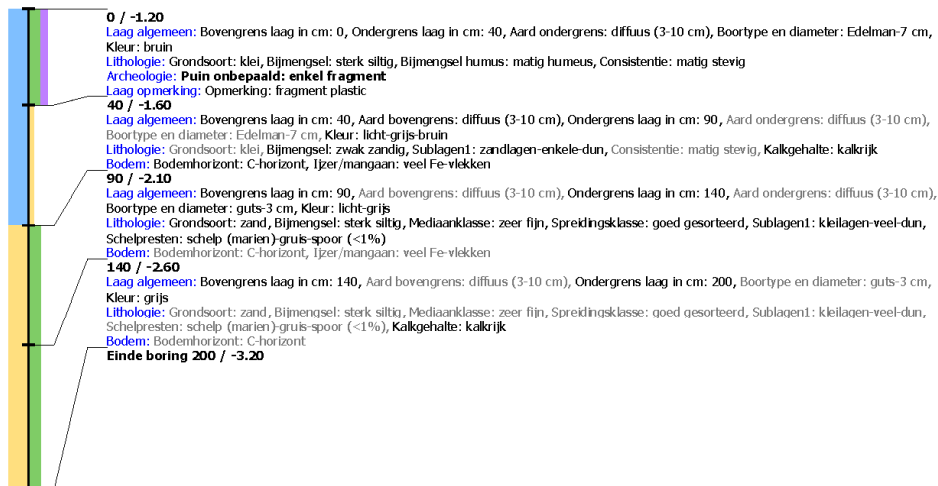 0 / -1.20
Laag algemeen: Bovengrens laag in cm: 0, Ondergrens laag in cm: 40, Aard ondergrens: diffuus (3-10 cm), Boortype en diameter: Edelman-7 cm,
Kleur: bruin
Lithologie: Grondsoort: klei, Bijmengsel: sterk siltig, Bijmengsel humus: matig humeus, Consistentie: matig stevig
Archeologie: Puin onbepaald: enkel fragment
Laag opmerking: Opmerking: fragment plastic
40 / -1.60
Laag algemeen: Bovengrens laag in cm: 40, Aard bovengrens: diffuus (3-10 cm), Ondergrens laag in cm: 90, Aard ondergrens: diffuus (3-10 cm),
Boortype en diameter: Edelman-7 cm, Kleur: licht-grijs-bruin
Lithologie: Grondsoort: klei, Bijmengsel: zwak zandig, Sublagen1: zandlagen-enkele-dun, Consistentie: matig stevig, Kalkgehalte: kalkrijk
Bodem: Bodemhorizont: C-horizont, Ijzer/mangaan: veel Fe-vlekken
90 / -2.10
Laag algemeen: Bovengrens laag in cm: 90, Aard bovengrens: diffuus (3-10 cm), Ondergrens laag in cm: 140, Aard ondergrens: diffuus (3-10 cm),
Boortype en diameter: guts-3 cm, Kleur: licht-grijs
Lithologie: Grondsoort: zand, Bijmengsel: sterk siltig, Mediaanklasse: zeer fijn, Spreidingsklasse: goed gesorteerd, Sublagen1: kleilagen-veel-dun,
Schelpresten: schelp (marien)-gruis-spoor (<1%)
Bodem: Bodemhorizont: C-horizont, Ijzer/mangaan: veel Fe-vlekken
140 / -2.60
Laag algemeen: Bovengrens laag in cm: 140, Aard bovengrens: diffuus (3-10 cm), Ondergrens laag in cm: 200, Boortype en diameter: guts-3 cm,
Kleur: grijs
Lithologie: Grondsoort: zand, Bijmengsel: sterk siltig, Mediaanklasse: zeer fijn, Spreidingsklasse: goed gesorteerd, Sublagen1: kleilagen-veel-dun,
Schelpresten: schelp (marien)-gruis-spoor (<1%), Kalkgehalte: kalkrijk
Bodem: Bodemhorizont: C-horizont
Einde boring 200 / -3.20